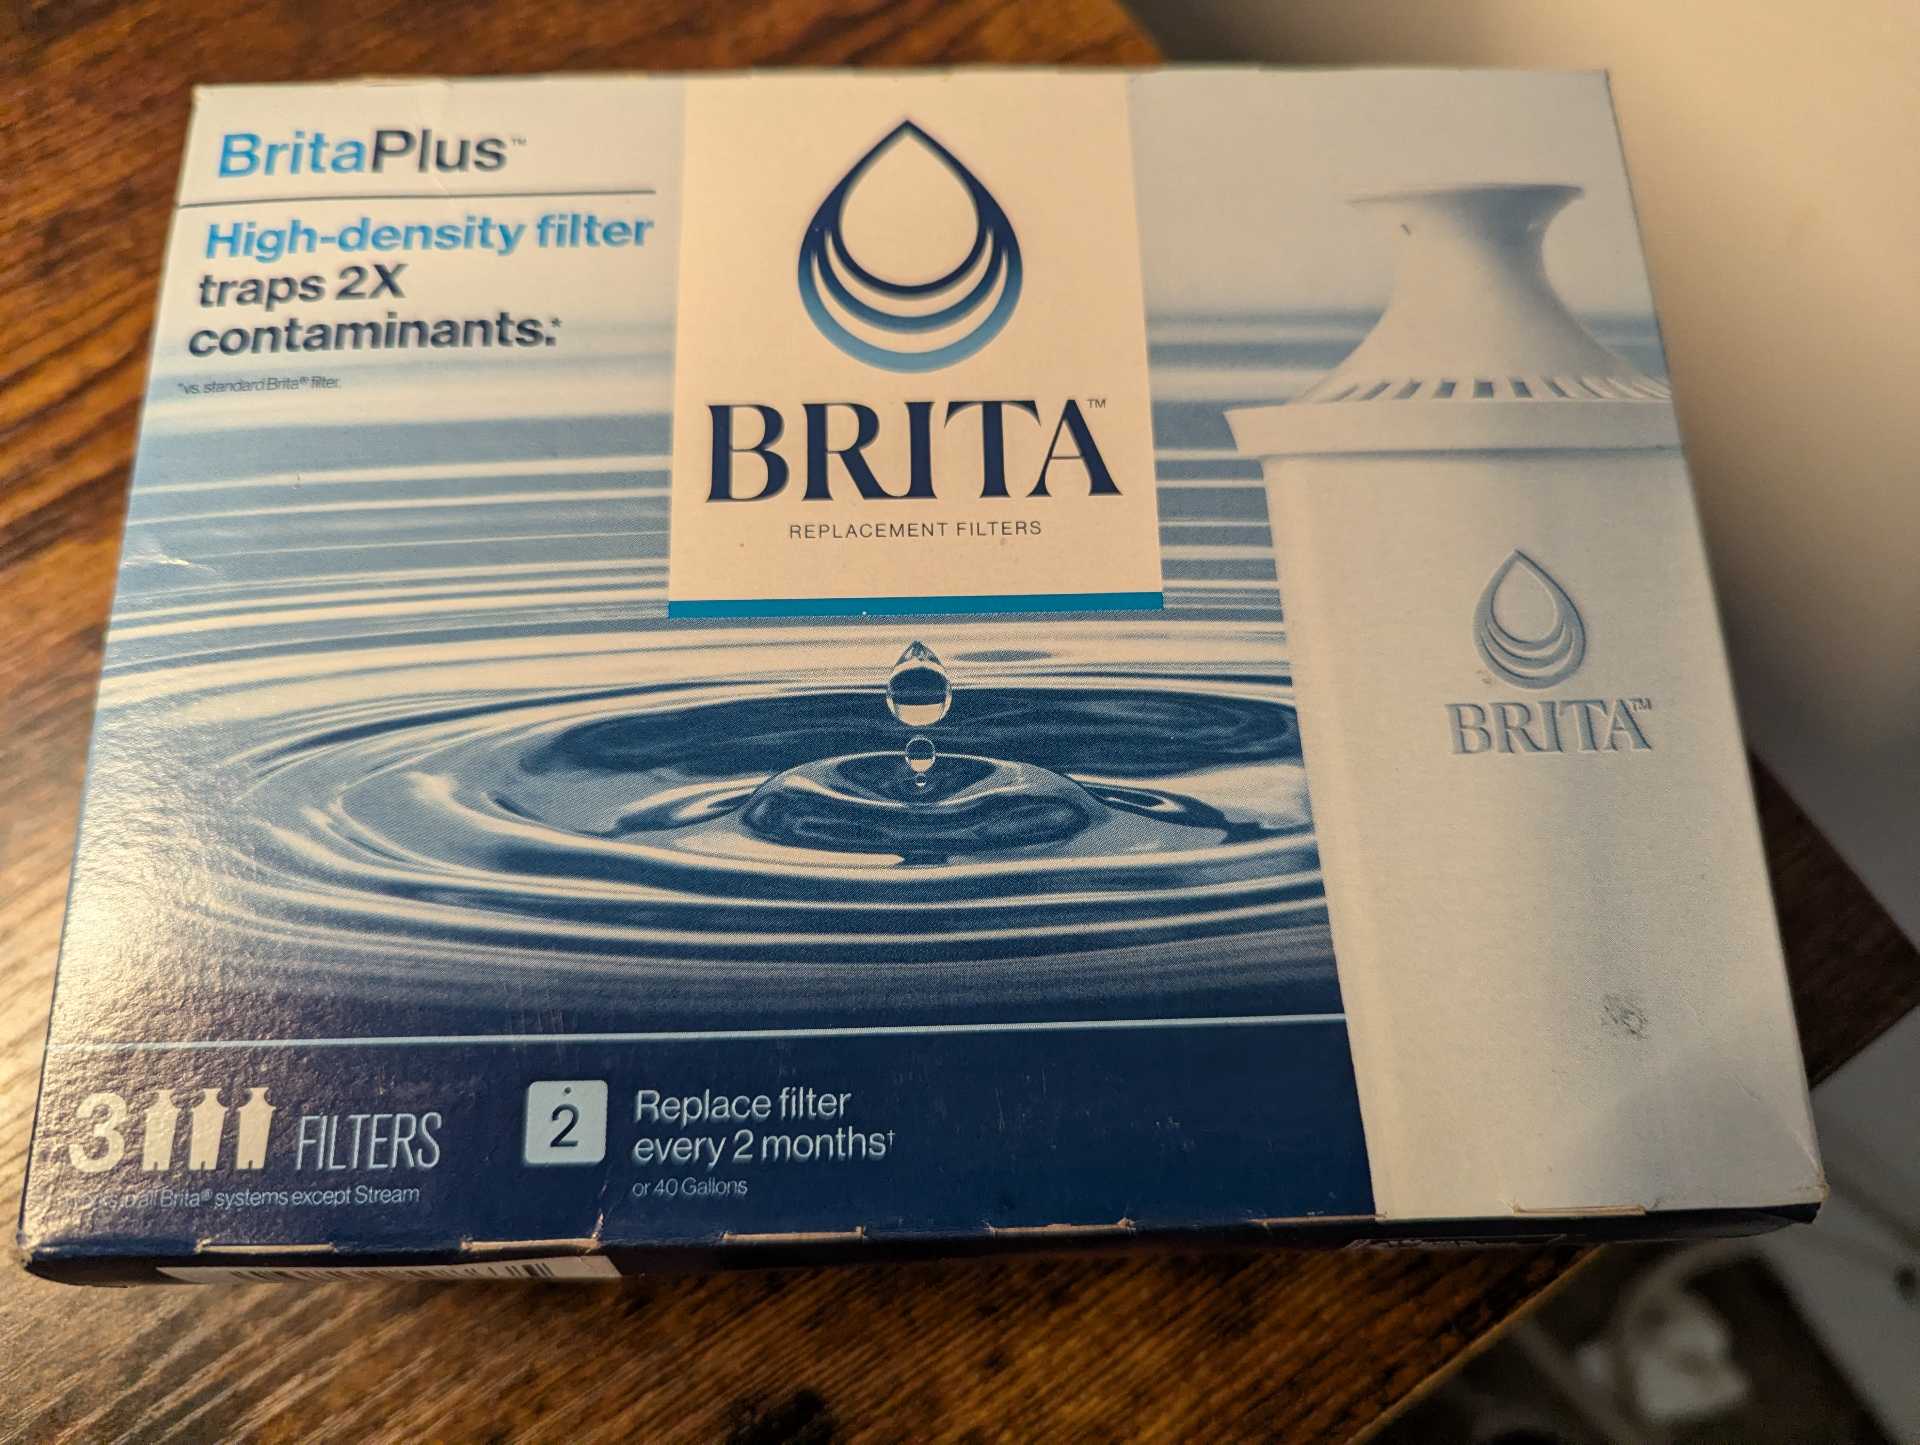 BritaPlus™
High-density filter
traps 2X
contaminants.*
*vs. standard Brita® filter.
BRITA™
REPLACEMENT FILTERS
BRITA™
3 FILTERS
all Brita® systems except Stream
2
Replace filter
every 2 months†
or 40 Gallons